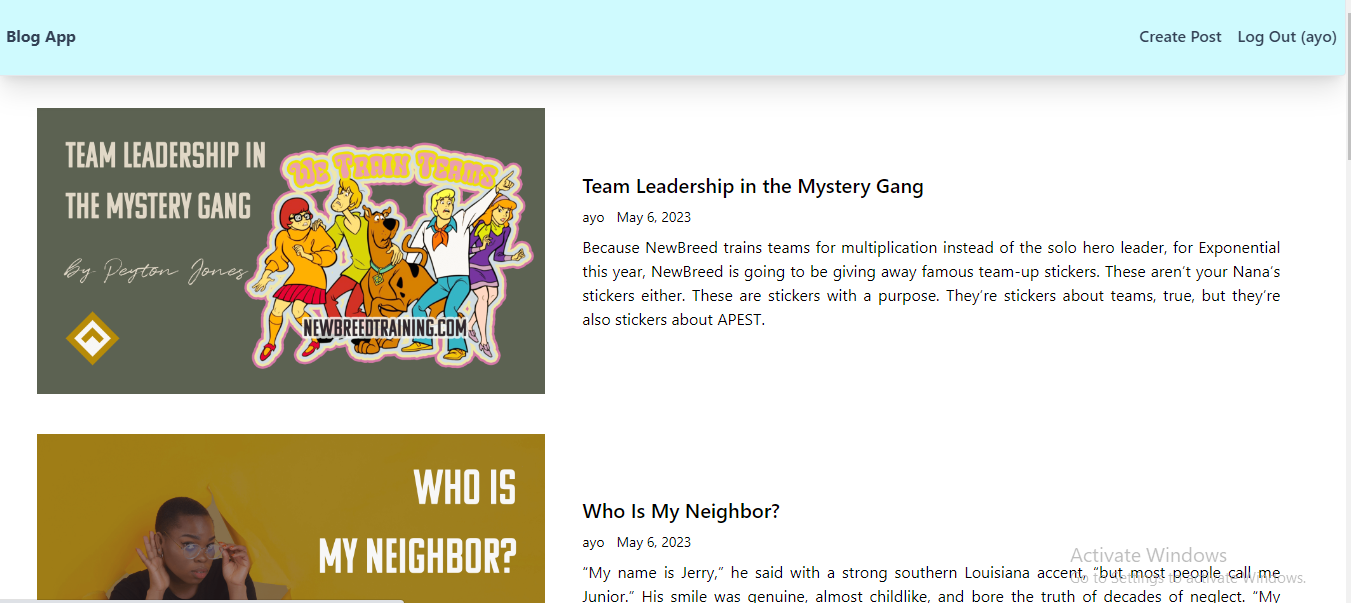 Blog App
Create Post Log Out (ayo)
TEAM LEADERSHIP IN
THE MYSTERY GANG
By Peyton Jones
We Train Teams
NEWBREEDTRAINING.COM
Team Leadership in the Mystery Gang
ayo May 6, 2023
Because NewBreed trains teams for multiplication instead of the solo hero leader, for Exponential
this year, NewBreed is going to be giving away famous team-up stickers. These aren’t your Nana’s
stickers either. These are stickers with a purpose. They’re stickers about teams, true, but they’re
also stickers about APEST.
WHO IS
MY NEIGHBOR?
Who Is My Neighbor?
ayo May 6, 2023
“My name is Jerry,” he said with a strong southern Louisiana accent, “but most people call me
Junior.” His smile was genuine, almost childlike, and bore the truth of decades of neglect. “My
Activate Windows
Go to Settings to activate Windows.